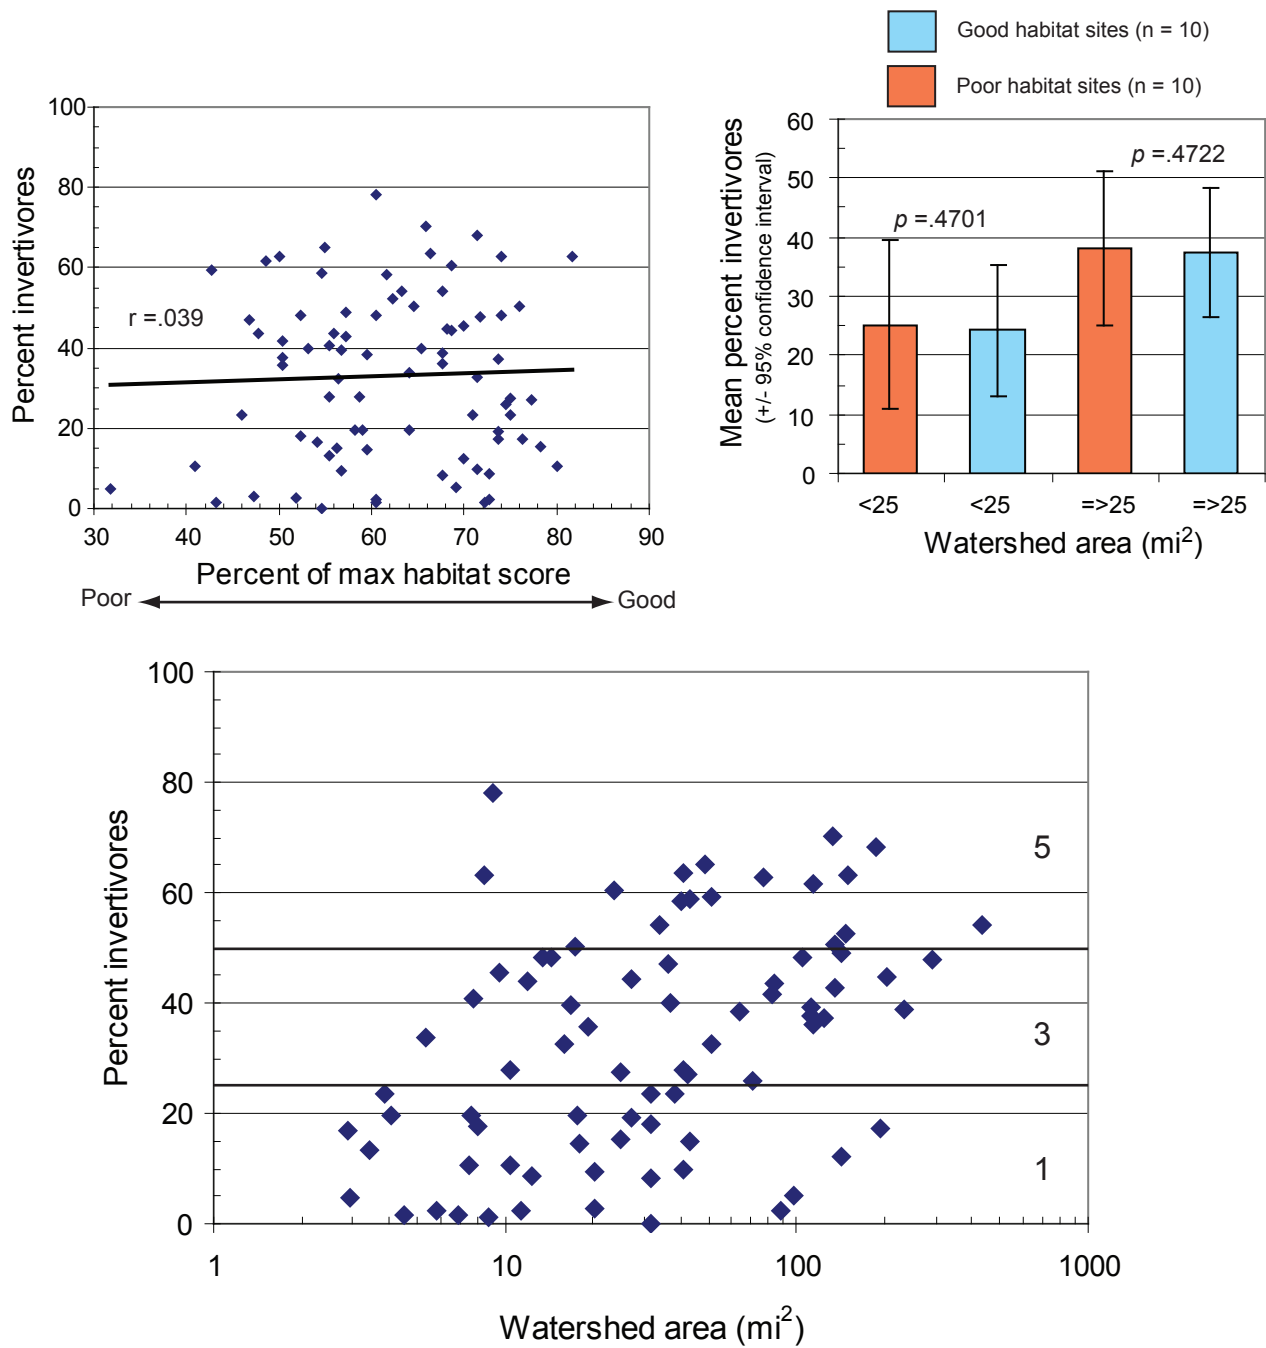 Good habitat sites (n = 10)
Poor habitat sites (n = 10)
Percent invertivores
100
80
60
40
20
0
r =.039
30 40 50 60 70 80 90
Percent of max habitat score
Poor Good
Mean percent invertivores
(+/- 95% confidence interval)
60
50
40
30
20
10
0
p =.4701
p =.4722
<25 <25 =>25 =>25
Watershed area (mi²)
Percent invertivores
100
80
60
40
20
0
5
3
1
1 10 100 1000
Watershed area (mi²)